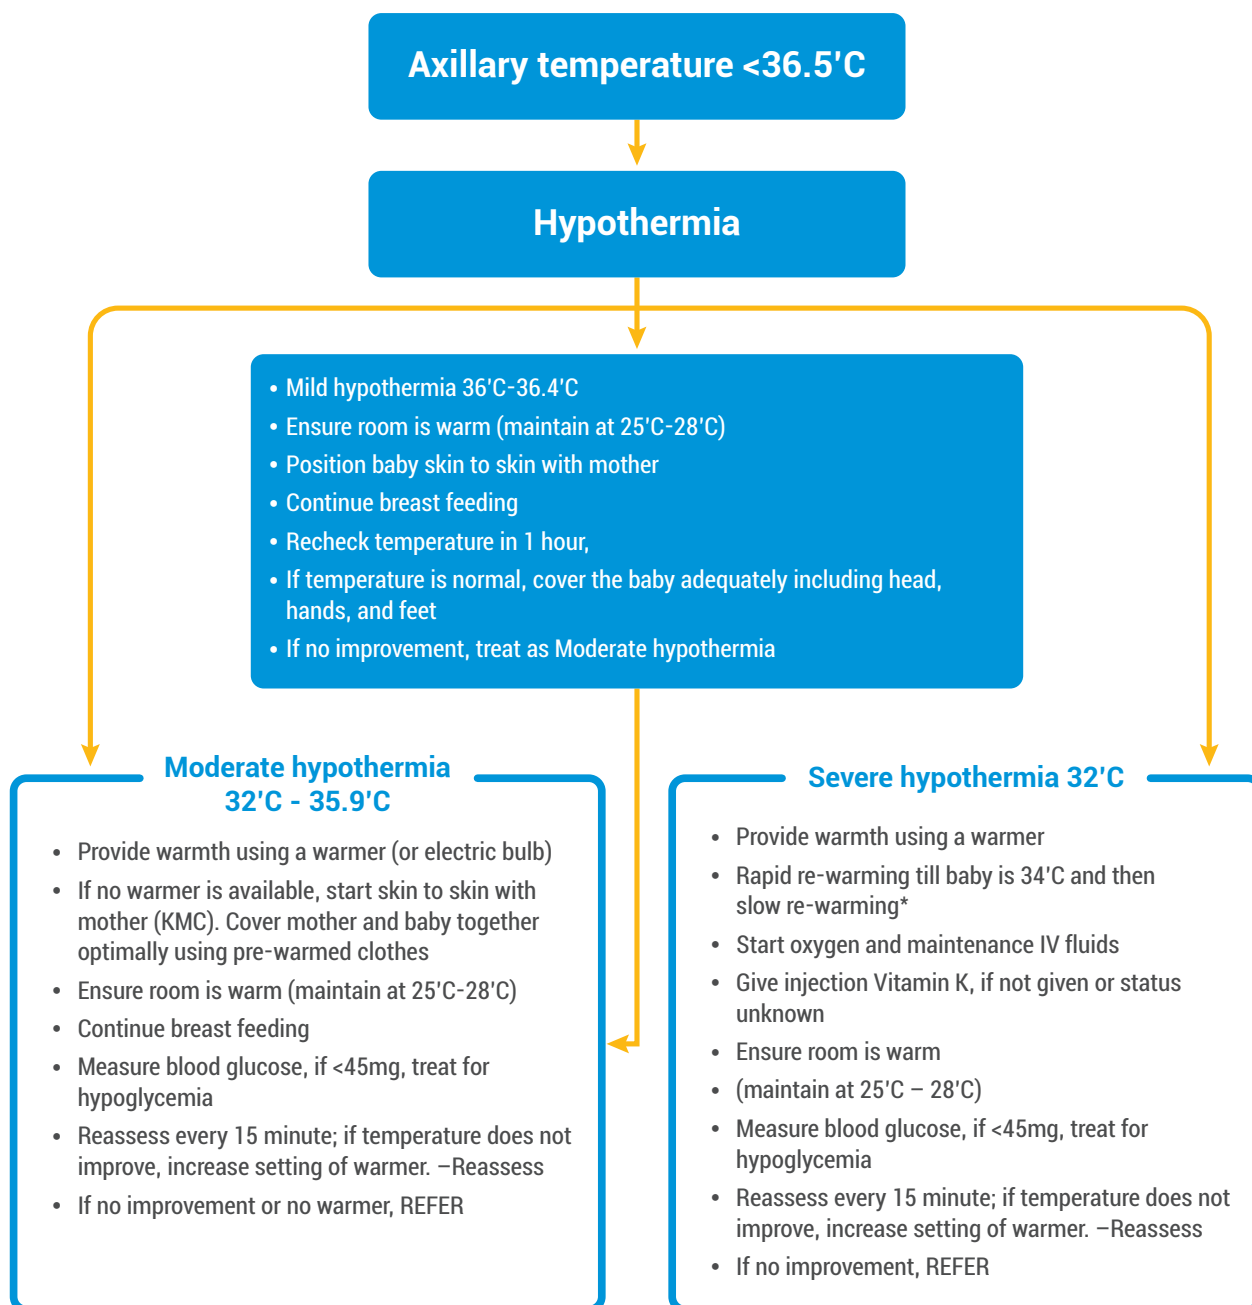 Axillary temperature <36.5'C
Hypothermia
• Mild hypothermia 36'C-36.4'C
• Ensure room is warm (maintain at 25'C-28'C)
• Position baby skin to skin with mother
• Continue breast feeding
• Recheck temperature in 1 hour,
• If temperature is normal, cover the baby adequately including head,
hands, and feet
• If no improvement, treat as Moderate hypothermia
Moderate hypothermia
32'C - 35.9'C
• Provide warmth using a warmer (or electric bulb)
• If no warmer is available, start skin to skin with
mother (KMC). Cover mother and baby together
optimally using pre-warmed clothes
• Ensure room is warm (maintain at 25'C-28'C)
• Continue breast feeding
• Measure blood glucose, if <45mg, treat for
hypoglycemia
• Reassess every 15 minute; if temperature does not
improve, increase setting of warmer. –Reassess
• If no improvement or no warmer, REFER
Severe hypothermia 32'C
• Provide warmth using a warmer
• Rapid re-warming till baby is 34'C and then
slow re-warming*
• Start oxygen and maintenance IV fluids
• Give injection Vitamin K, if not given or status
unknown
• Ensure room is warm
• (maintain at 25'C – 28'C)
• Measure blood glucose, if <45mg, treat for
hypoglycemia
• Reassess every 15 minute; if temperature does not
improve, increase setting of warmer. –Reassess
• If no improvement, REFER